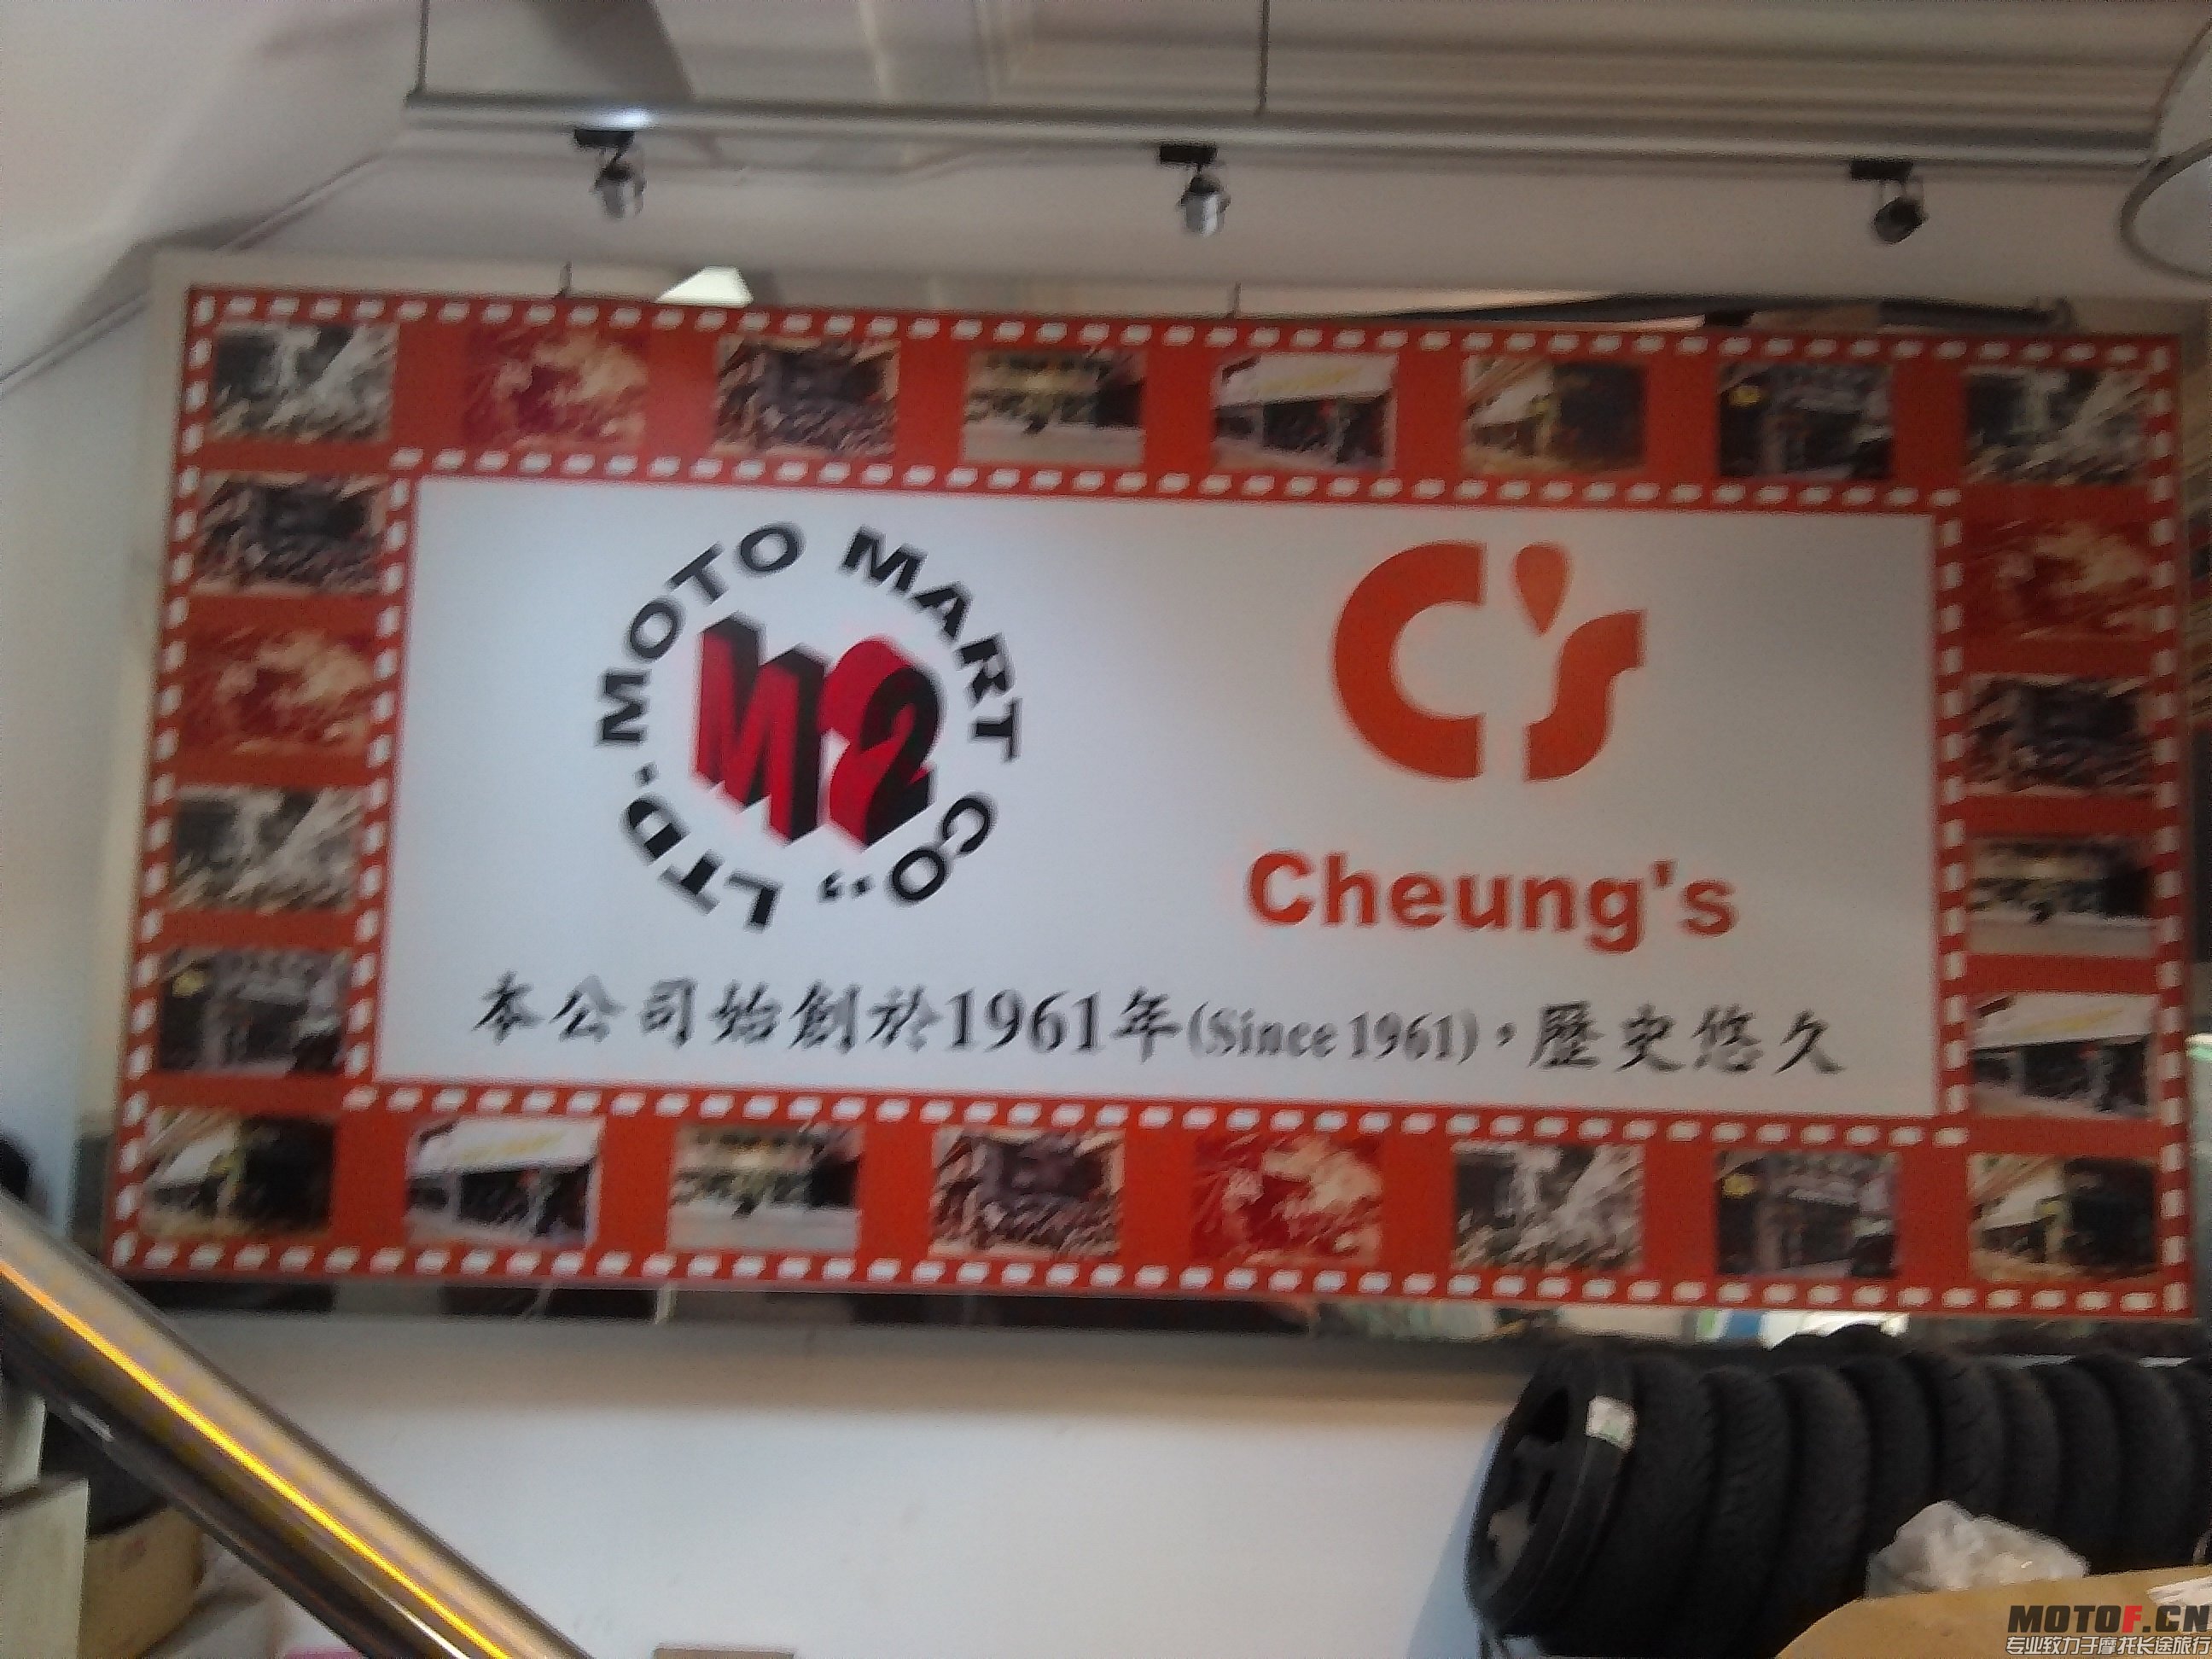 MOTO MART CO., LTD.
M2
C's
Cheung's
本公司始創於1961年(Since 1961)，歷史悠久
MOTOF.CN
专业致力于摩托长途旅行